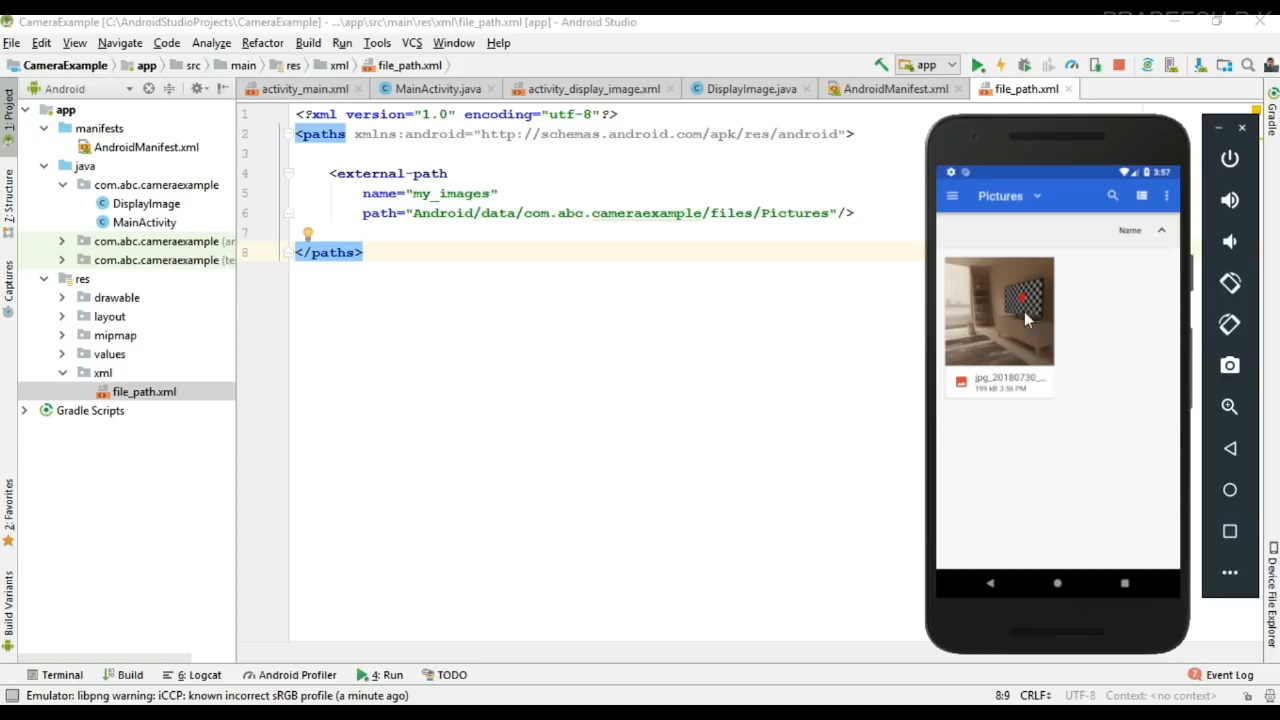 CameraExample [C:\AndroidStudioProjects\CameraExample] - ...\app\src\main\res\xml\file_path.xml [app] - Android Studio
File Edit View Navigate Code Analyze Refactor Build Run Tools VCS Window Help
CameraExample app src main res xml file_path.xml app
Android activity_main.xml MainActivity.java activity_display_image.xml DisplayImage.java AndroidManifest.xml file_path.xml
1: Project
Z: Structure
Captures
2: Favorites
Build Variants
app
manifests
AndroidManifest.xml
java
com.abc.cameraexample
DisplayImage
MainActivity
com.abc.cameraexample (ar
com.abc.cameraexample (te
res
drawable
layout
mipmap
values
xml
file_path.xml
Gradle Scripts
1 <?xml version="1.0" encoding="utf-8"?>
2 <paths xmlns:android="http://schemas.android.com/apk/res/android">
3
4 <external-path
5 name="my_images"
6 path="Android/data/com.abc.cameraexample/files/Pictures"/>
7
8 </paths>
3:57
Pictures
Name
jpg_20180730_...
199 kB 3:56 PM
Gradle
Device File Explorer
Terminal Build 6: Logcat Android Profiler 4: Run TODO Event Log
Emulator: libpng warning: iCCP: known incorrect sRGB profile (a minute ago) 8:9 CRLF UTF-8 Context: <no context>